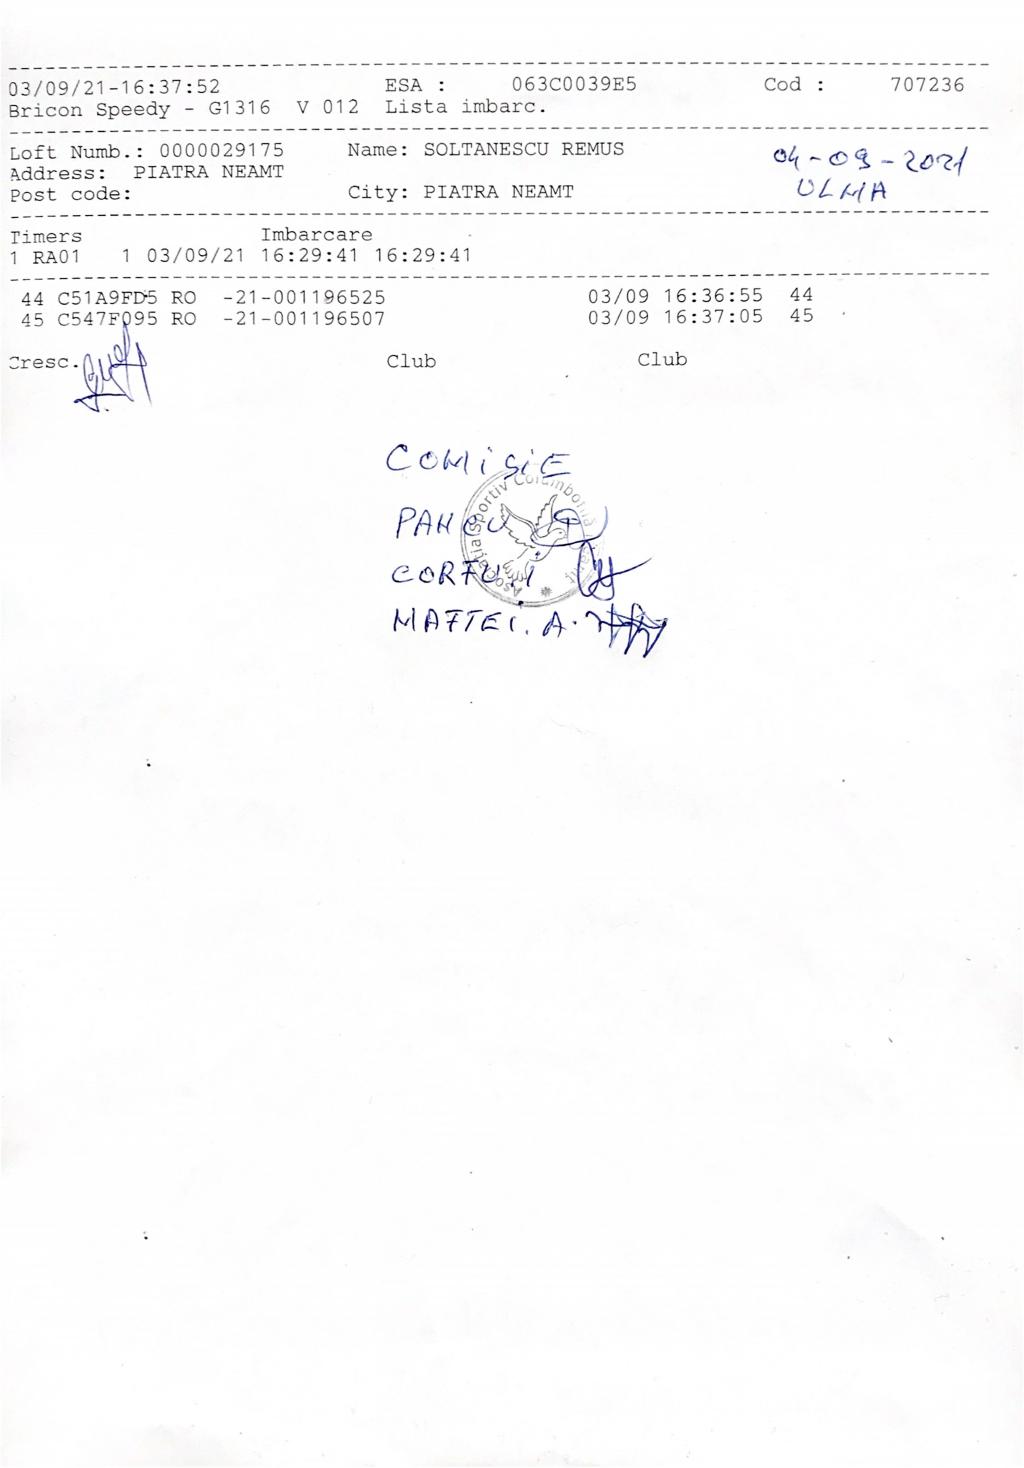 03/09/21-16:37:52 ESA : 063C0039E5 Cod : 707236
Bricon Speedy - G1316 V 012 Lista imbarc.
Loft Numb.: 0000029175 Name: SOLTANESCU REMUS
Address: PIATRA NEAMT
Post code: City: PIATRA NEAMT
04-09-2021
ULMA
Timers Imbarcare
1 RA01 1 03/09/21 16:29:41 16:29:41
44 C51A9FD5 RO -21-001196525 03/09 16:36:55 44
45 C547F095 RO -21-001196507 03/09 16:37:05 45
Cresc. Club Club
COMiSiE
Asociația Sportiv
MAFTEI. A.